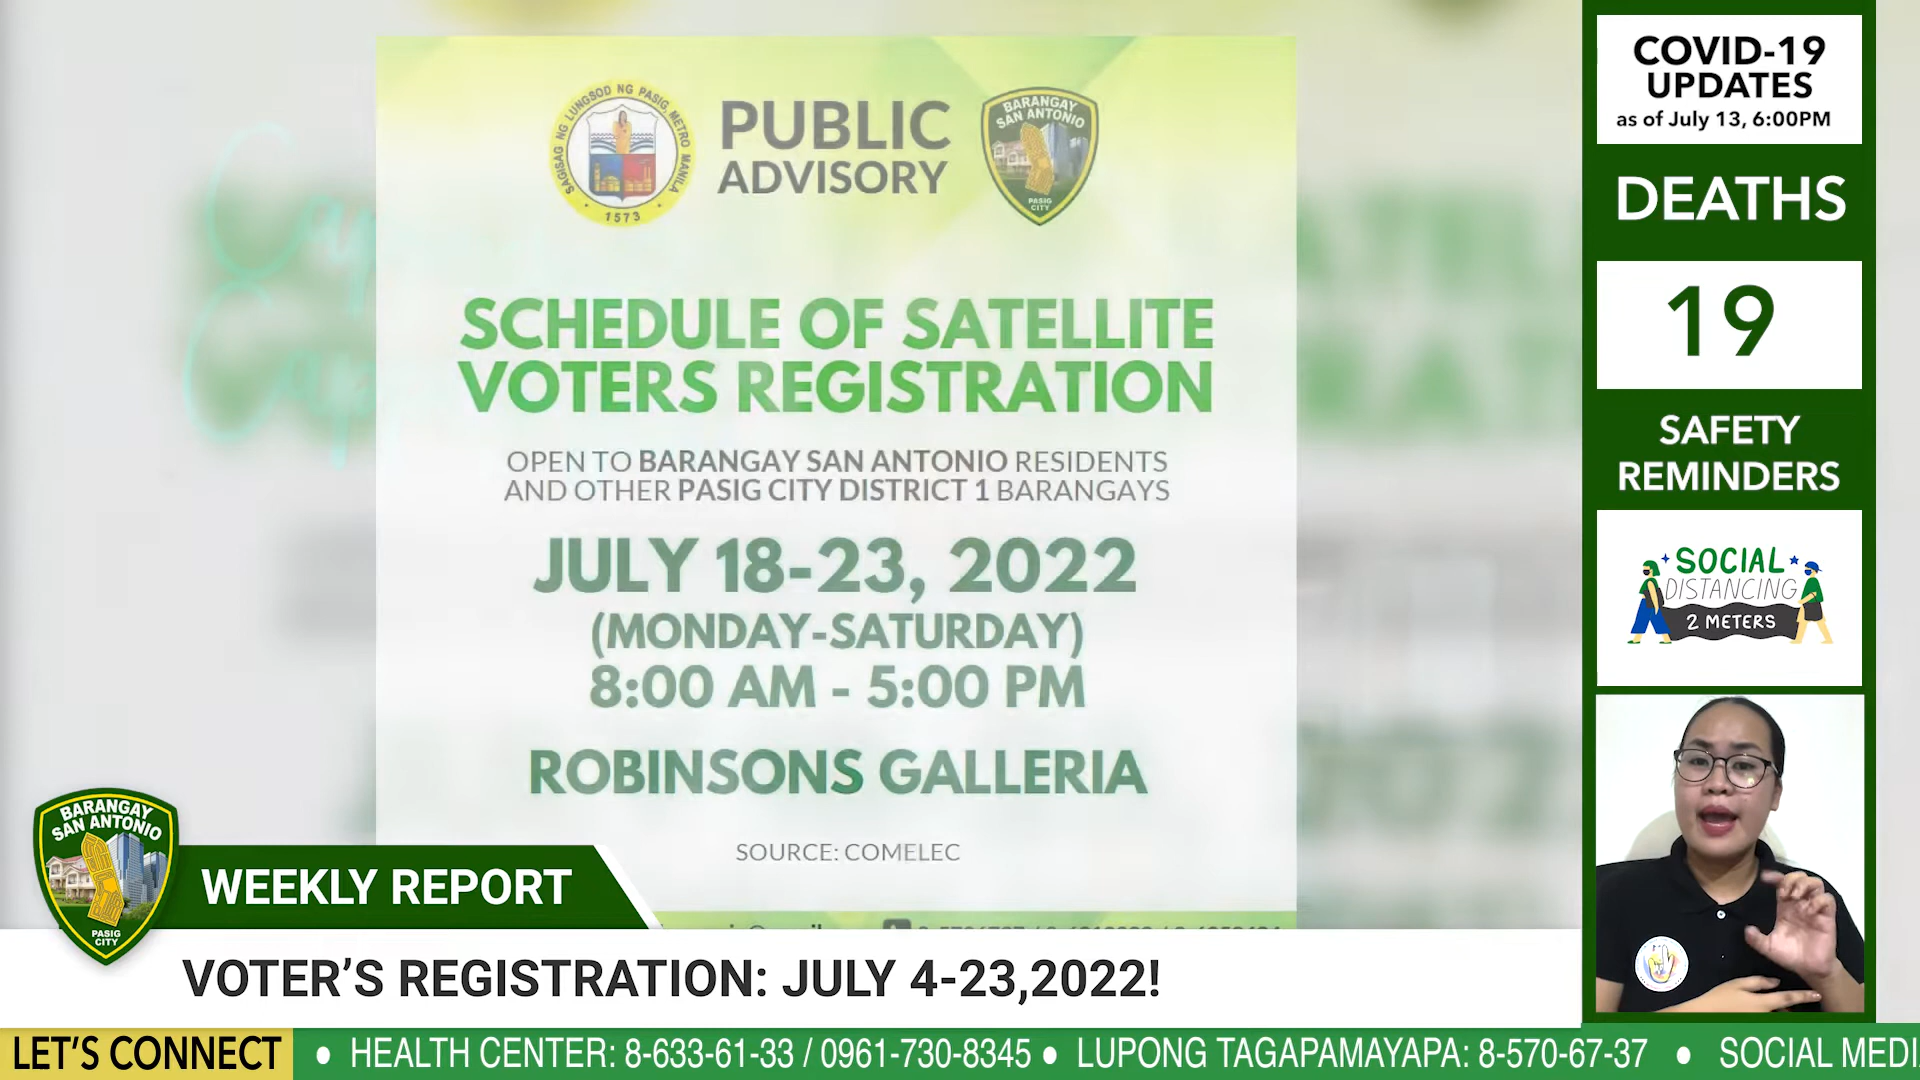 SAGISAG NG LUNGSOD NG PASIG, METRO MANILA
1573
PUBLIC
ADVISORY
BARANGAY
SAN ANTONIO
PASIG
CITY
SCHEDULE OF SATELLITE
VOTERS REGISTRATION
OPEN TO BARANGAY SAN ANTONIO RESIDENTS
AND OTHER PASIG CITY DISTRICT 1 BARANGAYS
JULY 18-23, 2022
(MONDAY-SATURDAY)
8:00 AM - 5:00 PM
ROBINSONS GALLERIA
SOURCE: COMELEC
COVID-19
UPDATES
as of July 13, 6:00PM
DEATHS
19
SAFETY
REMINDERS
SOCIAL
DISTANCING
2 METERS
BARANGAY
SAN ANTONIO
PASIG
CITY
WEEKLY REPORT
VOTER’S REGISTRATION: JULY 4-23,2022!
LET’S CONNECT
• HEALTH CENTER: 8-633-61-33 / 0961-730-8345 • LUPONG TAGAPAMAYAPA: 8-570-67-37 • SOCIAL MEDI